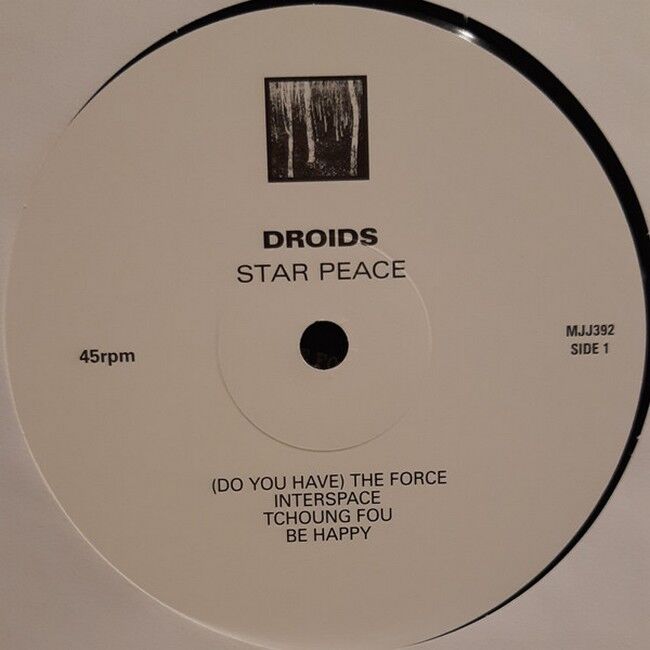 DROIDS
STAR PEACE
45rpm
MJJ392
SIDE 1
(DO YOU HAVE) THE FORCE
INTERSPACE
TCHOUNG FOU
BE HAPPY